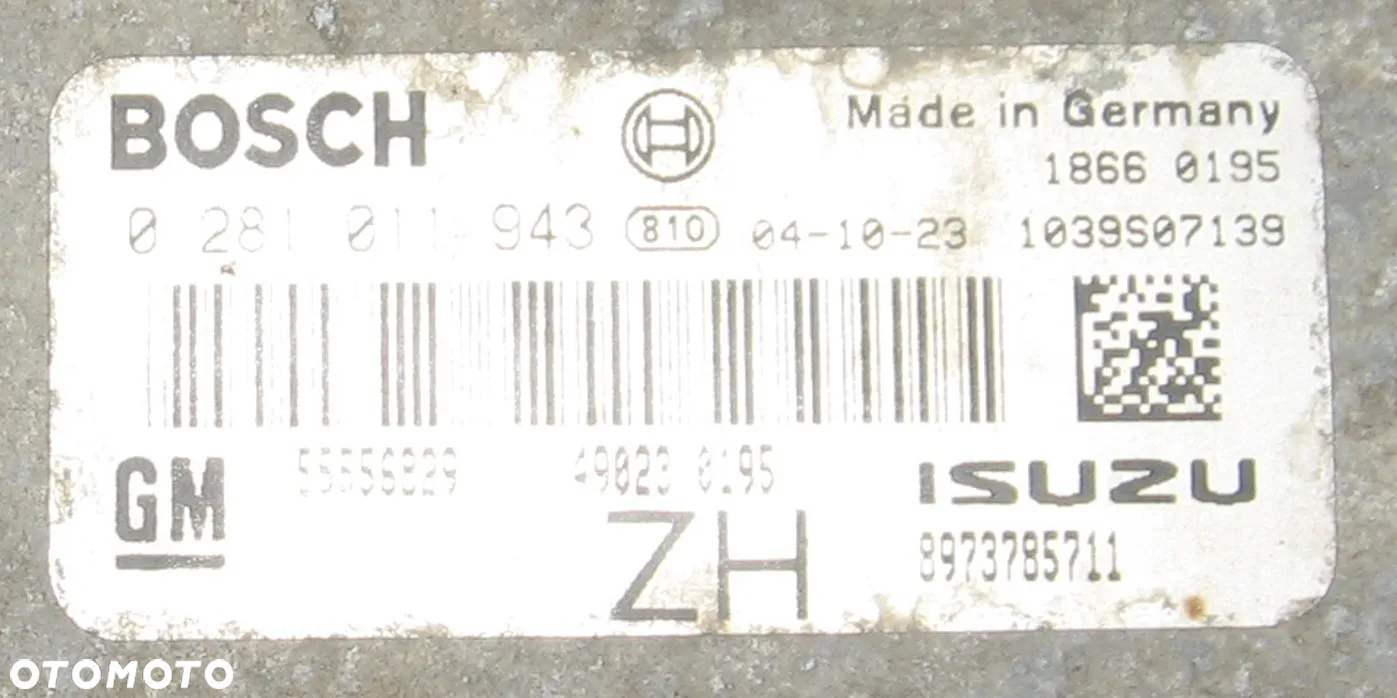 BOSCH Made in Germany
1866 0195
0 281 011 943 810 04-10-23 1039S07139
GM 55556829 49023 0195 ISUZU
ZH 8973785711
OTOMOTO